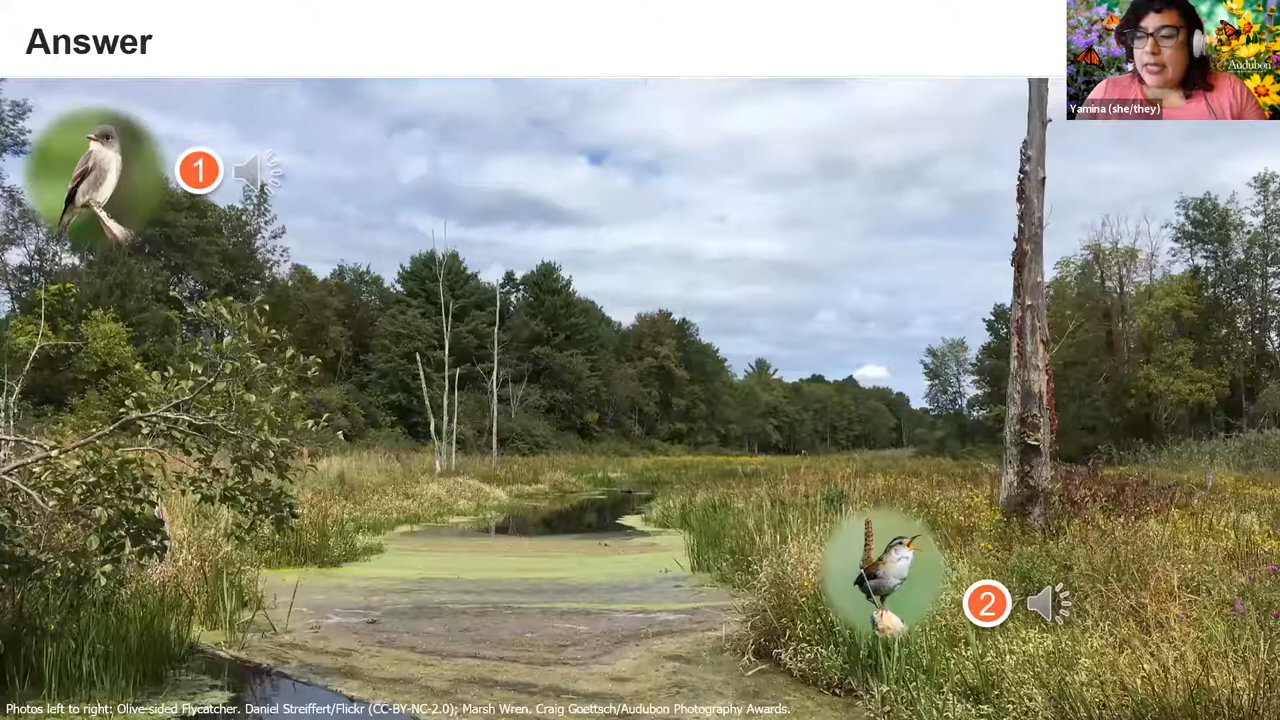 Answer
Audubon
Yamina (she/they)
1
2
Photos left to right: Olive-sided Flycatcher. Daniel Streiffert/Flickr (CC-BY-NC-2.0); Marsh Wren. Craig Goettsch/Audubon Photography Awards.